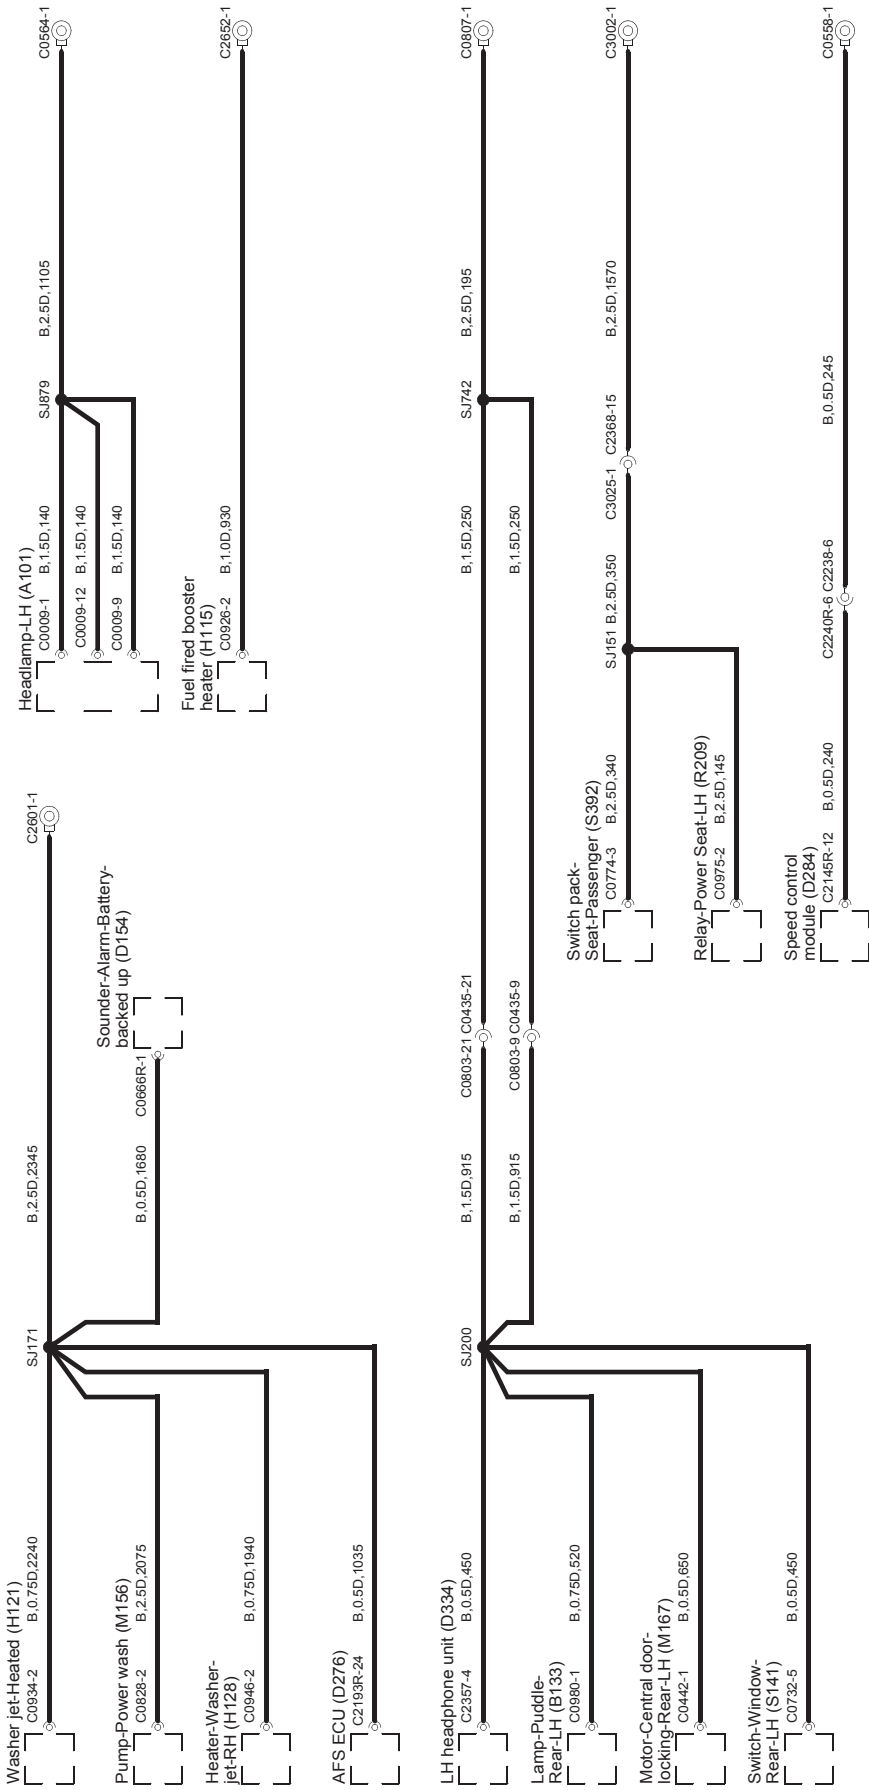 Washer jet-Heated (H121)
C0934-2
B,0.75D,2240
SJ171
B,2.5D,2345
C2601-1
Pump-Power wash (M156)
C0828-2
B,2.5D,2075
Sounder-Alarm-Battery-
backed up (D154)
C0666R-1
B,0.5D,1680
Heater-Washer-
jet-RH (H128)
C0946-2
B,0.75D,1940
AFS ECU (D276)
C2193R-24
B,0.5D,1035
Headlamp-LH (A101)
C0009-1
B,1.5D,140
SJ879
B,2.5D,1105
C0564-1
C0009-12
B,1.5D,140
C0009-9
B,1.5D,140
Fuel fired booster
heater (H115)
C0926-2
B,1.0D,930
C2652-1
LH headphone unit (D334)
C2357-4
B,0.5D,450
SJ200
B,1.5D,915
C0803-21
C0435-21
B,1.5D,250
SJ742
B,2.5D,195
C0807-1
B,1.5D,915
C0803-9
C0435-9
B,1.5D,250
Lamp-Puddle-
Rear-LH (B133)
C0980-1
B,0.75D,520
Motor-Central door-
locking-Rear-LH (M167)
C0442-1
B,0.5D,650
Switch-Window-
Rear-LH (S141)
C0732-5
B,0.5D,450
Switch pack-
Seat-Passenger (S392)
C0774-3
B,2.5D,340
SJ151
B,2.5D,350
C3025-1
C2368-15
B,2.5D,1570
C3002-1
Relay-Power Seat-LH (R209)
C0975-2
B,2.5D,145
Speed control
module (D284)
C2145R-12
B,0.5D,240
C2240R-6
C2238-6
B,0.5D,245
C0558-1